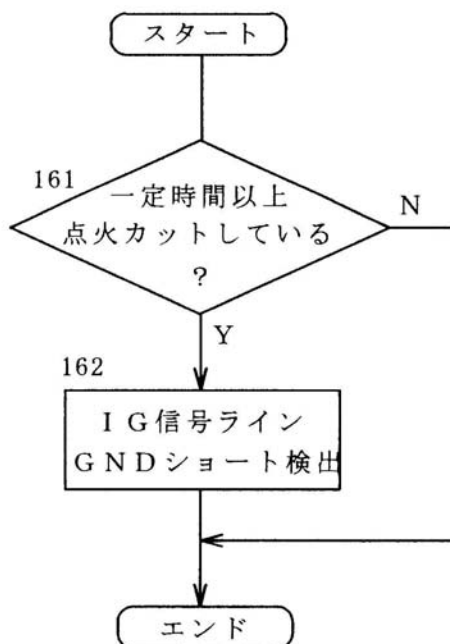 スタート
161
一定時間以上
点火カットしている
?
N
Y
162
IG信号ライン
GNDショート検出
エンド